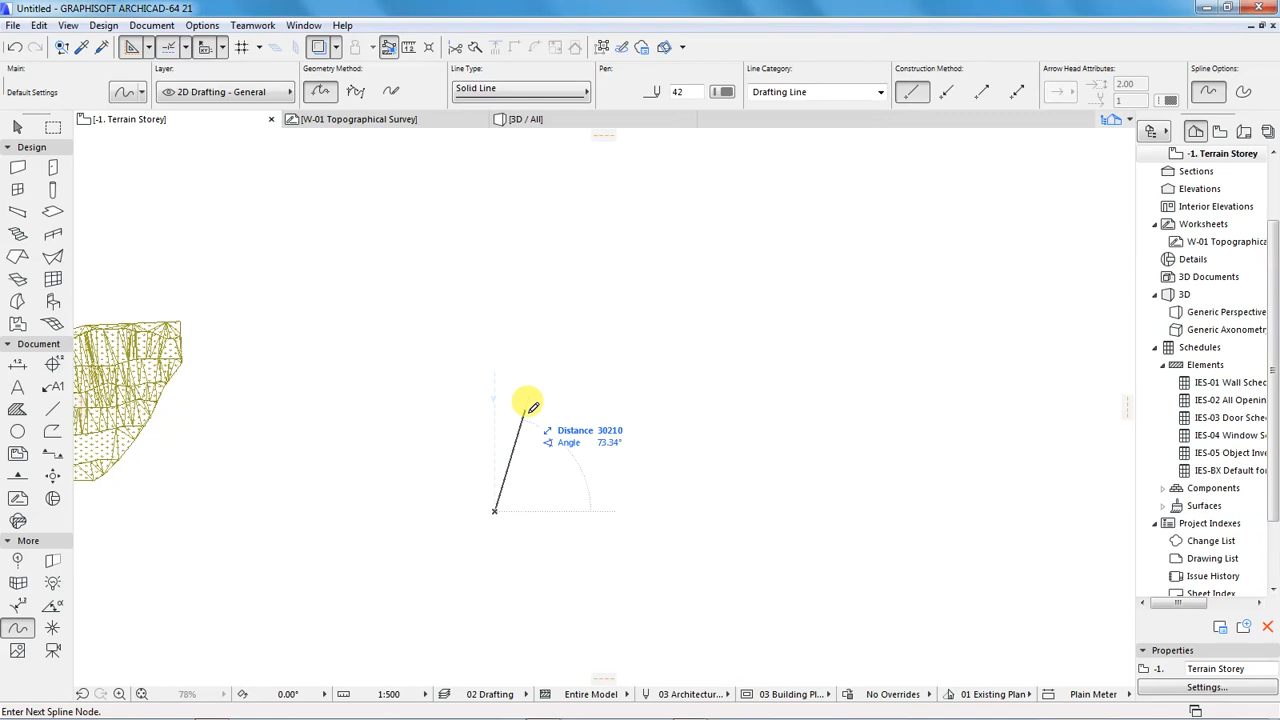 Untitled - GRAPHISOFT ARCHICAD-64 21
File Edit View Design Document Options Teamwork Window Help
Main: Layer: Geometry Method: Line Type: Pen: Line Category: Construction Method: Arrow Head Attributes: Spline Options:
Default Settings 2D Drafting - General Solid Line 42 Drafting Line 2.00
1
[-1. Terrain Storey] [W-01 Topographical Survey] [3D / All]
Design
Document
More
Distance 30210
Angle 73.34°
-1. Terrain Storey
Sections
Elevations
Interior Elevations
Worksheets
W-01 Topographica
Details
3D Documents
3D
Generic Perspective
Generic Axonometr
Schedules
Elements
IES-01 Wall Sched
IES-02 All Openin
IES-03 Door Sche
IES-04 Window S
IES-05 Object Inve
IES-BX Default fo
Components
Surfaces
Project Indexes
Change List
Drawing List
Issue History
Sheet Index
Properties
-1. Terrain Storey
Settings...
78% 0.00° 1:500 02 Drafting Entire Model 03 Architectur... 03 Building Pl... No Overrides 01 Existing Plan Plain Meter
Enter Next Spline Node.